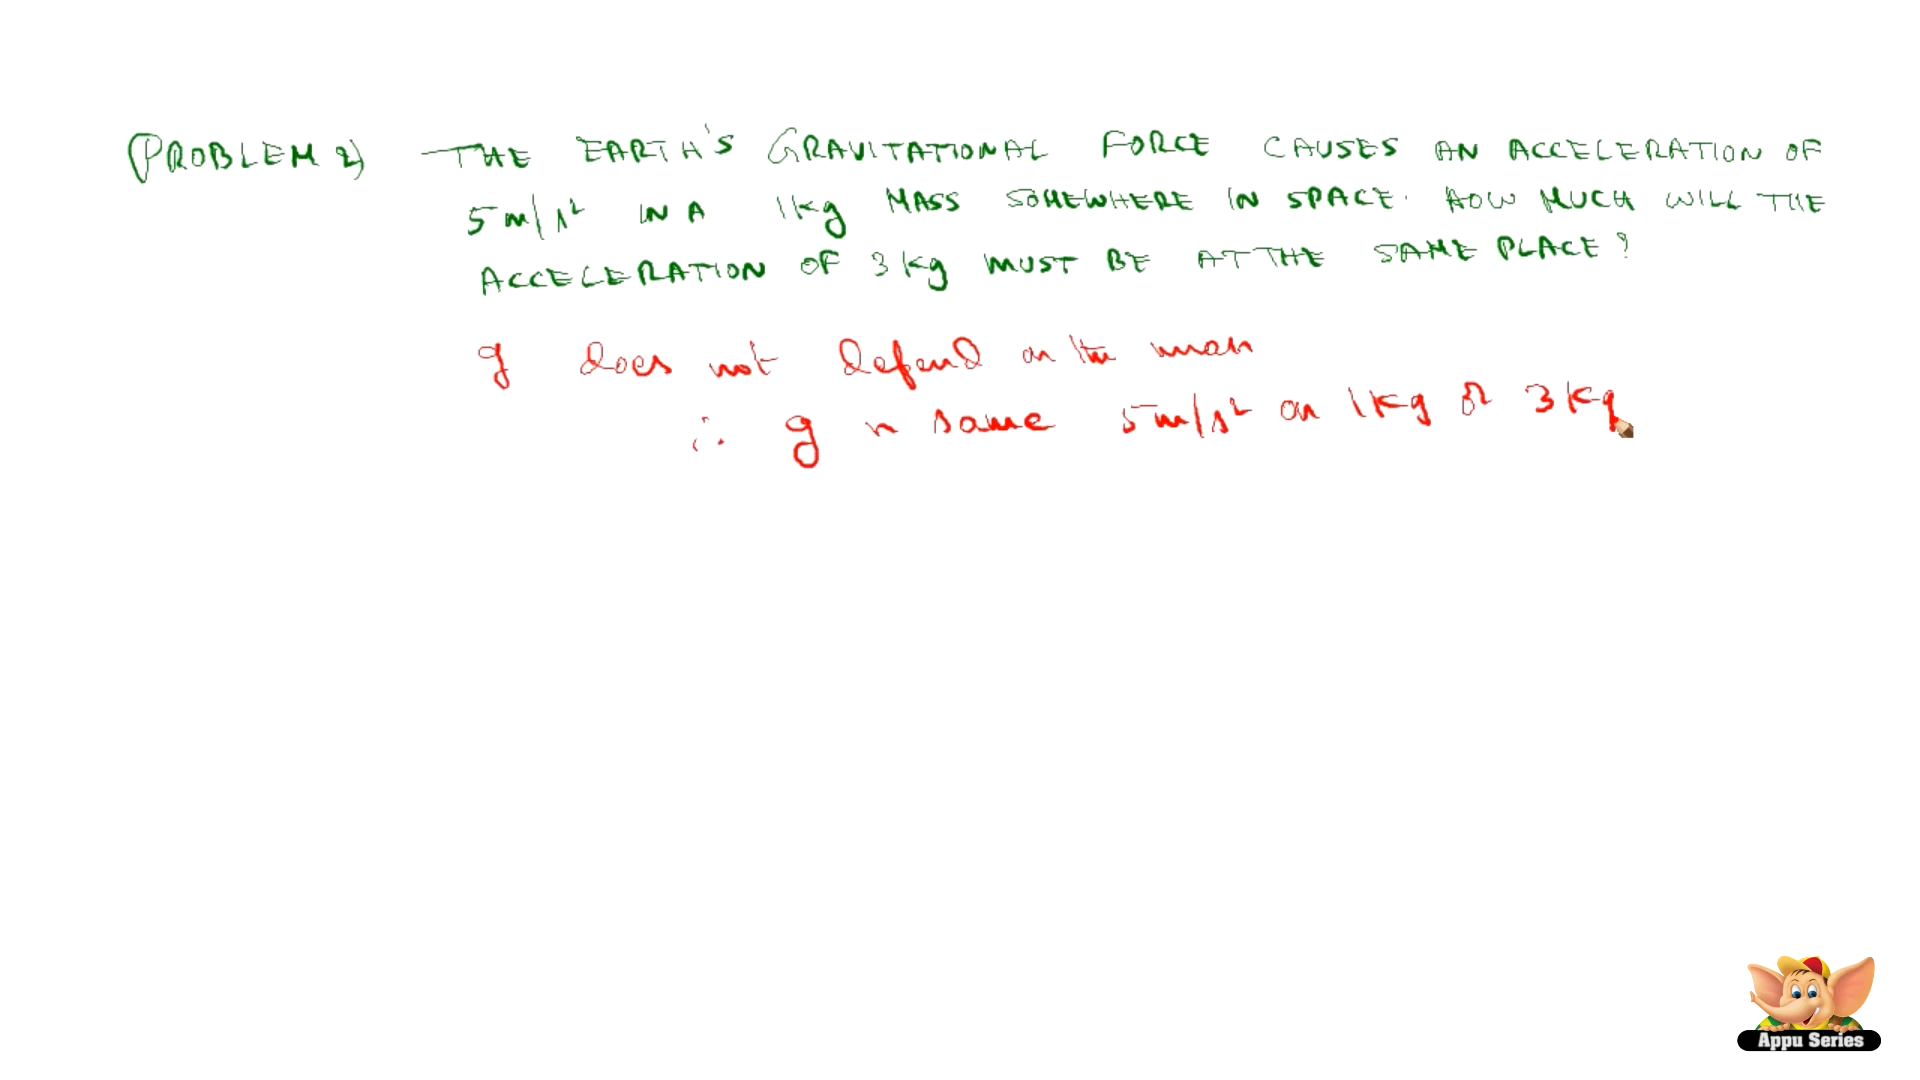 PROBLEM 2) THE EARTH'S GRAVITATIONAL FORCE CAUSES AN ACCELERATION OF
5 m/s² IN A 1kg MASS SOMEWHERE IN SPACE. HOW MUCH WILL THE
ACCELERATION OF 3 kg MUST BE AT THE SAME PLACE?
g does not depend on the mass
∴ g is same 5 m/s² on 1kg or 3kg
Appu Series